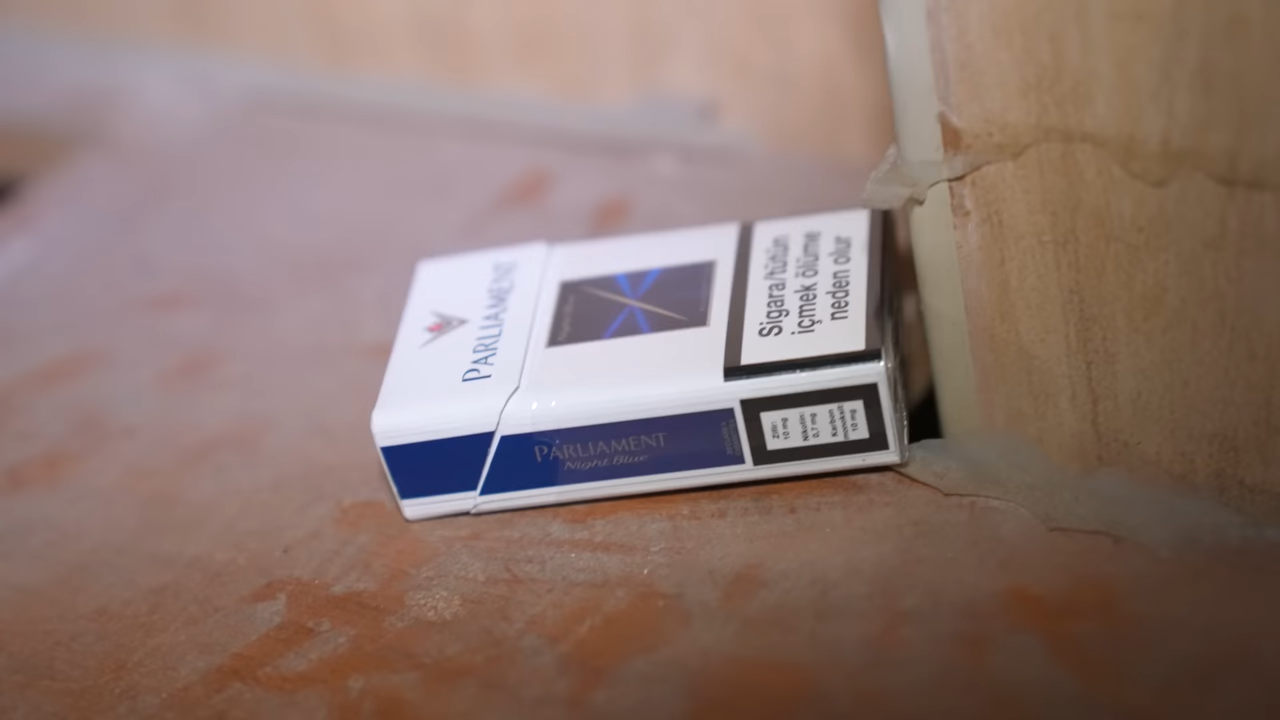 PARLIAMENT
Sigara/tütün
içmek ölüme
neden olur
PARLIAMENT
Night Blue
Zifir:
10 mg
Nikotin:
0,7 mg
Karbon
monoksit
10 mg